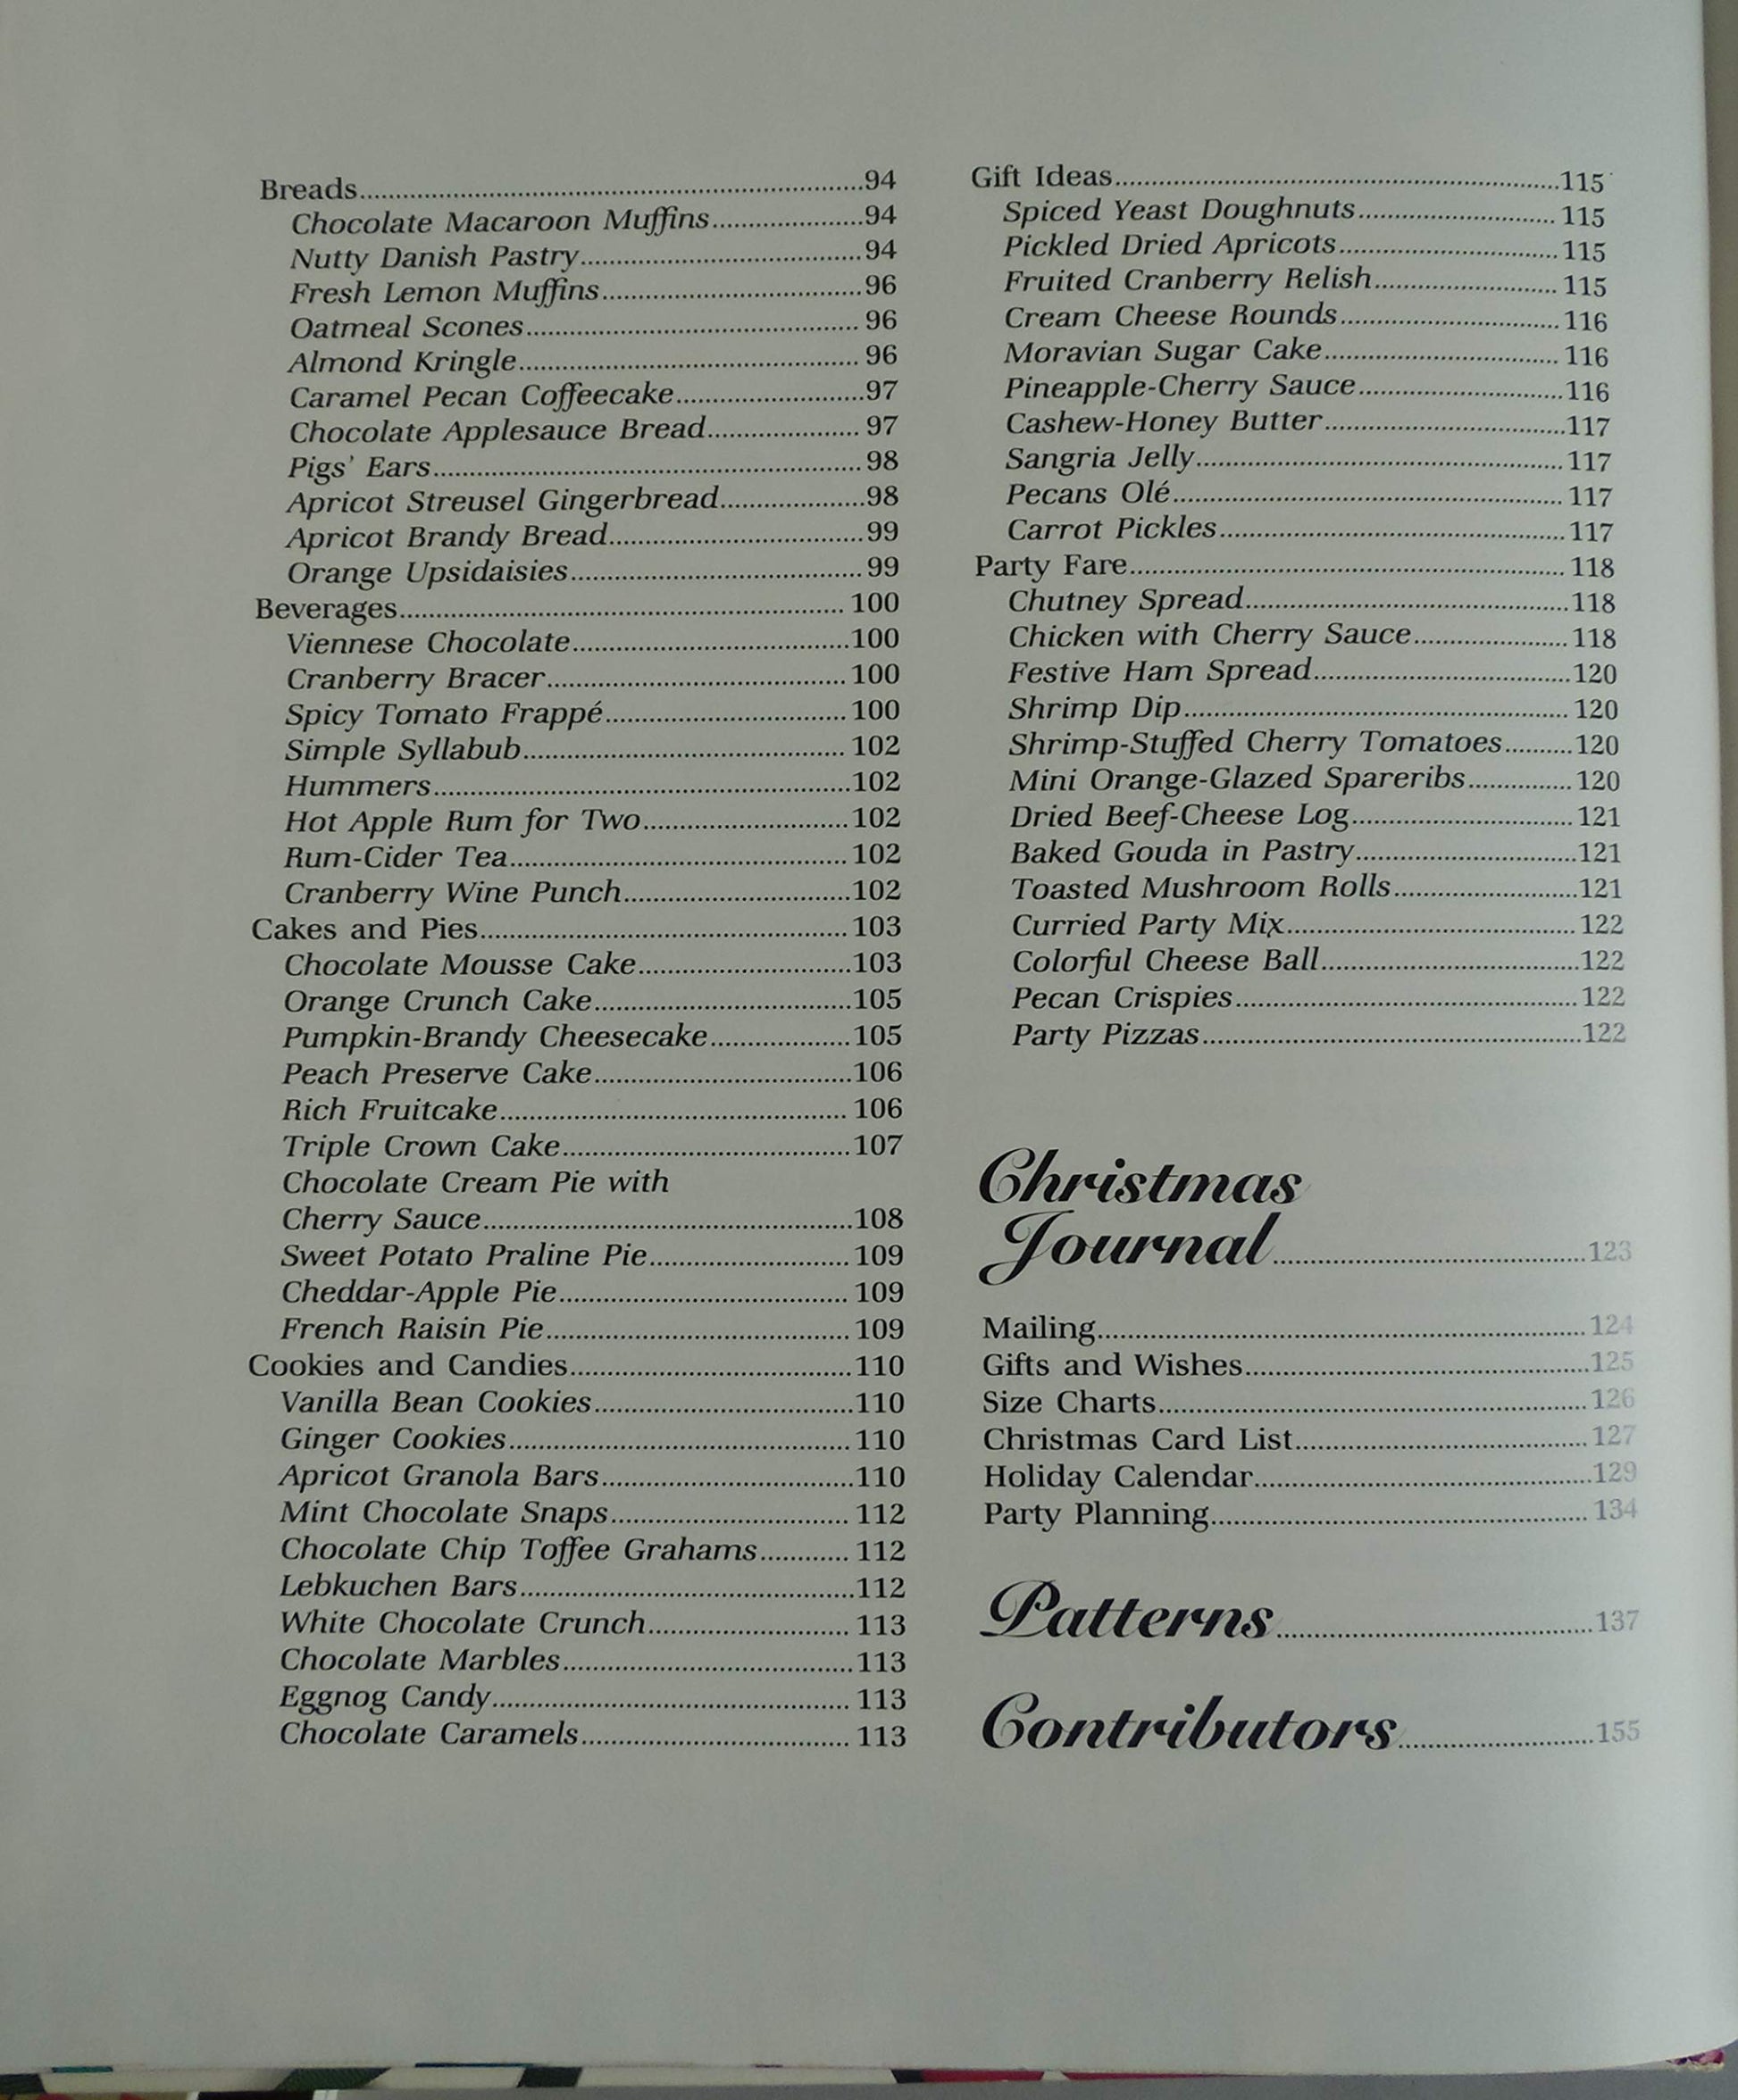 Breads..........94
Chocolate Macaroon Muffins..........94
Nutty Danish Pastry..........94
Fresh Lemon Muffins..........96
Oatmeal Scones..........96
Almond Kringle..........96
Caramel Pecan Coffeecake..........97
Chocolate Applesauce Bread..........97
Pigs' Ears..........98
Apricot Streusel Gingerbread..........98
Apricot Brandy Bread..........99
Orange Upsidaisies..........99
Beverages..........100
Viennese Chocolate..........100
Cranberry Bracer..........100
Spicy Tomato Frappé..........100
Simple Syllabub..........102
Hummers..........102
Hot Apple Rum for Two..........102
Rum-Cider Tea..........102
Cranberry Wine Punch..........102
Cakes and Pies..........103
Chocolate Mousse Cake..........103
Orange Crunch Cake..........105
Pumpkin-Brandy Cheesecake..........105
Peach Preserve Cake..........106
Rich Fruitcake..........106
Triple Crown Cake..........107
Chocolate Cream Pie with
Cherry Sauce..........108
Sweet Potato Praline Pie..........109
Cheddar-Apple Pie..........109
French Raisin Pie..........109
Cookies and Candies..........110
Vanilla Bean Cookies..........110
Ginger Cookies..........110
Apricot Granola Bars..........110
Mint Chocolate Snaps..........112
Chocolate Chip Toffee Grahams..........112
Lebkuchen Bars..........112
White Chocolate Crunch..........113
Chocolate Marbles..........113
Eggnog Candy..........113
Chocolate Caramels..........113
Gift Ideas..........115
Spiced Yeast Doughnuts..........115
Pickled Dried Apricots..........115
Fruited Cranberry Relish..........115
Cream Cheese Rounds..........116
Moravian Sugar Cake..........116
Pineapple-Cherry Sauce..........116
Cashew-Honey Butter..........117
Sangria Jelly..........117
Pecans Olé..........117
Carrot Pickles..........117
Party Fare..........118
Chutney Spread..........118
Chicken with Cherry Sauce..........118
Festive Ham Spread..........120
Shrimp Dip..........120
Shrimp-Stuffed Cherry Tomatoes..........120
Mini Orange-Glazed Spareribs..........120
Dried Beef-Cheese Log..........121
Baked Gouda in Pastry..........121
Toasted Mushroom Rolls..........121
Curried Party Mix..........122
Colorful Cheese Ball..........122
Pecan Crispies..........122
Party Pizzas..........122
Christmas
Journal..........123
Mailing..........124
Gifts and Wishes..........125
Size Charts..........126
Christmas Card List..........127
Holiday Calendar..........129
Party Planning..........134
Patterns..........137
Contributors..........155